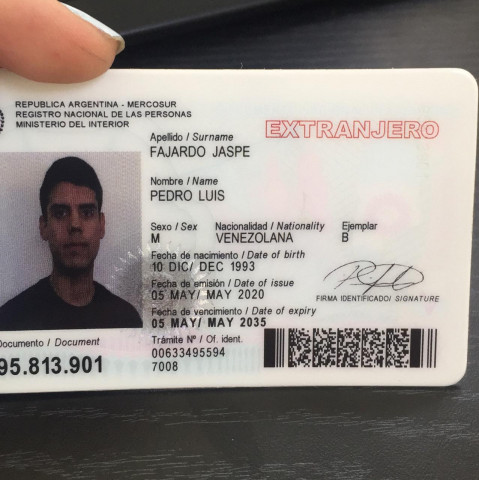 REPUBLICA ARGENTINA - MERCOSUR
REGISTRO NACIONAL DE LAS PERSONAS
MINISTERIO DEL INTERIOR
EXTRANJERO
Apellido / Surname
FAJARDO JASPE
Nombre / Name
PEDRO LUIS
Sexo / Sex Nacionalidad / Nationality Ejemplar
M VENEZOLANA B
Fecha de nacimiento / Date of birth
10 DIC/ DEC 1993
Fecha de emisión / Date of issue
05 MAY/ MAY 2020
FIRMA IDENTIFICADO/ SIGNATURE
Fecha de vencimiento / Date of expiry
05 MAY/ MAY 2035
Documento / Document
95.813.901
Trámite Nº / Of. ident.
00633495594
7008